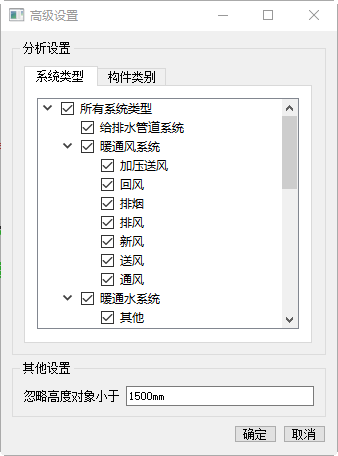 高级设置
分析设置
系统类型 构件类别
所有系统类型
给排水管道系统
暖通风系统
加压送风
回风
排烟
排风
新风
送风
通风
暖通水系统
其他
其他设置
忽略高度对象小于 1500mm
确定 取消